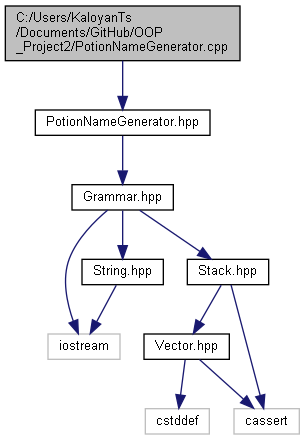 C:/Users/KaloyanTs
/Documents/GitHub/OOP
_Project2/PotionNameGenerator.cpp
PotionNameGenerator.hpp
Grammar.hpp
String.hpp
Stack.hpp
iostream
Vector.hpp
cstddef
cassert